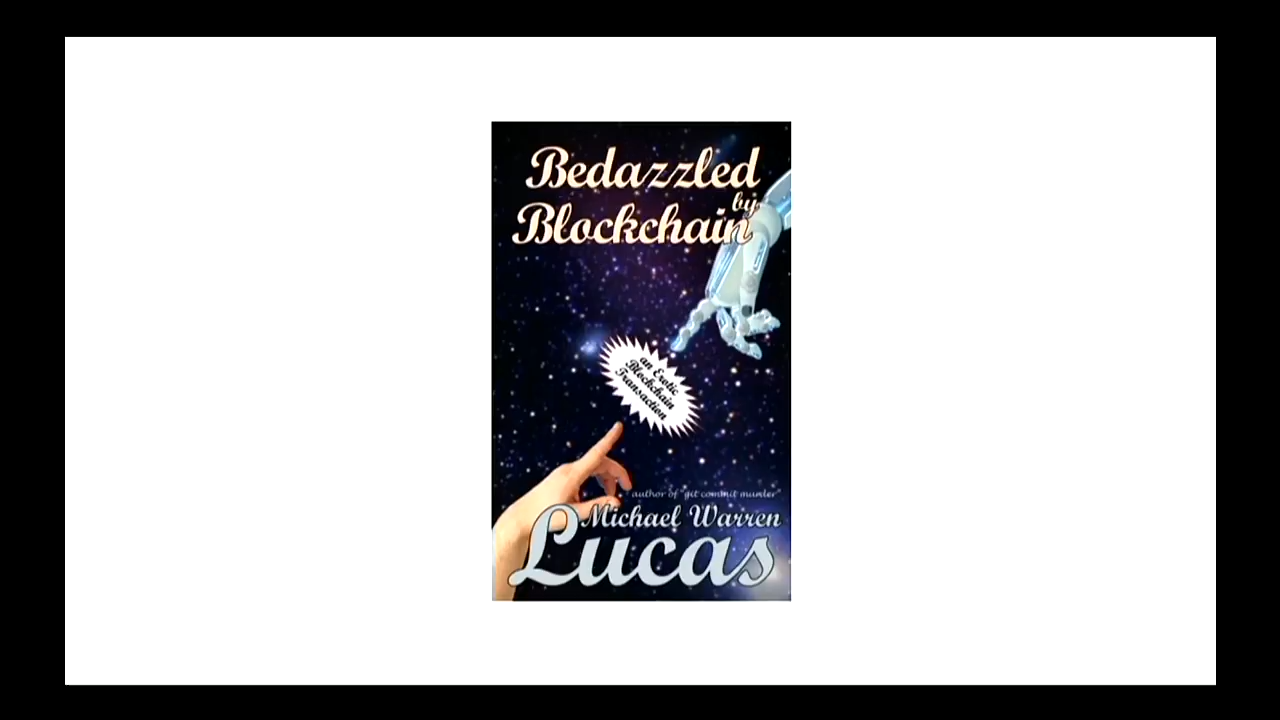 Bedazzled
by
Blockchain
an Erotic
Blockchain
Transaction
author of "git commit murder"
Michael Warren
Lucas